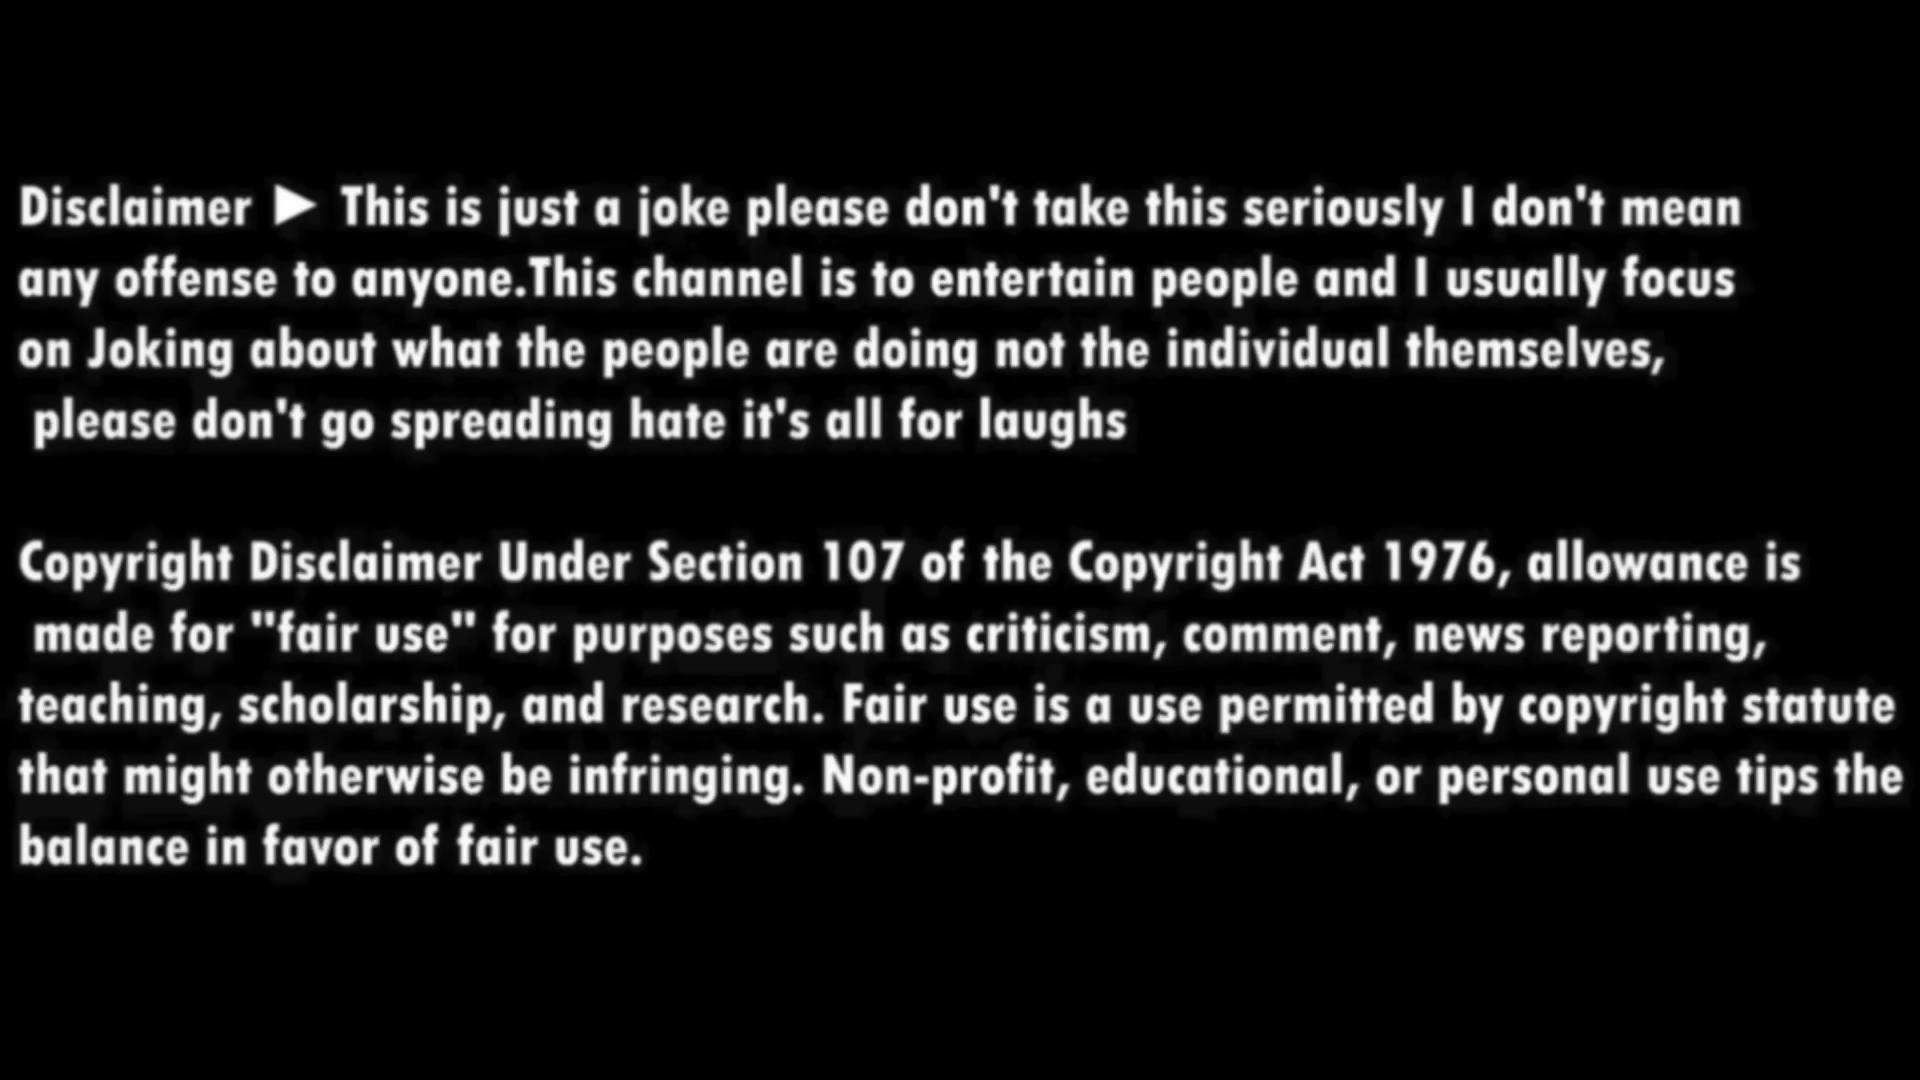 Disclaimer ► This is just a joke please don't take this seriously I don't mean
any offense to anyone.This channel is to entertain people and I usually focus
on Joking about what the people are doing not the individual themselves,
please don't go spreading hate it's all for laughs
Copyright Disclaimer Under Section 107 of the Copyright Act 1976, allowance is
made for "fair use" for purposes such as criticism, comment, news reporting,
teaching, scholarship, and research. Fair use is a use permitted by copyright statute
that might otherwise be infringing. Non-profit, educational, or personal use tips the
balance in favor of fair use.